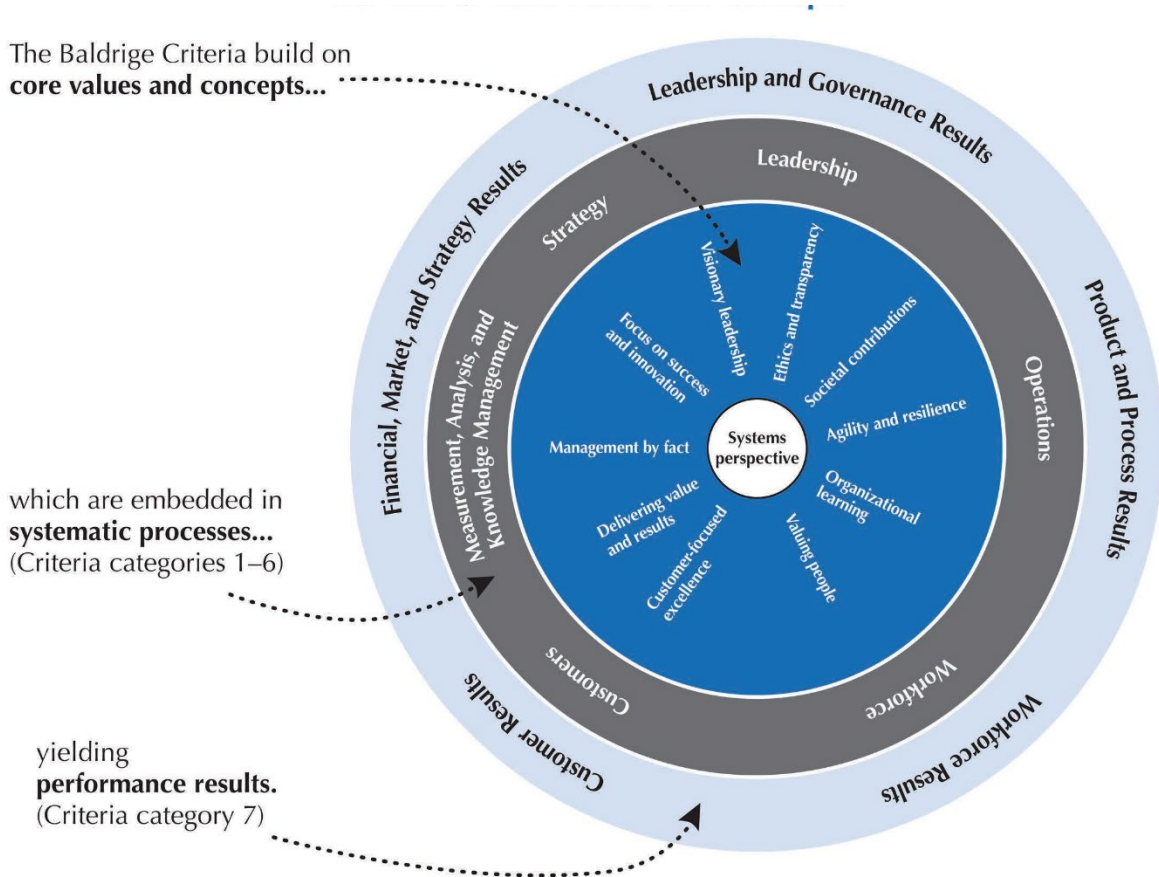 The Baldrige Criteria build on
core values and concepts...
which are embedded in
systematic processes...
(Criteria categories 1–6)
yielding
performance results.
(Criteria category 7)
Leadership and Governance Results
Product and Process Results
Workforce Results
Customer Results
Financial, Market, and Strategy Results
Leadership
Operations
Workforce
Customers
Measurement, Analysis, and
Knowledge Management
Strategy
Visionary leadership
Ethics and transparency
Societal contributions
Agility and resilience
Organizational
learning
Valuing people
Customer-focused
excellence
Delivering value
and results
Management by fact
Focus on success
and innovation
Systems
perspective